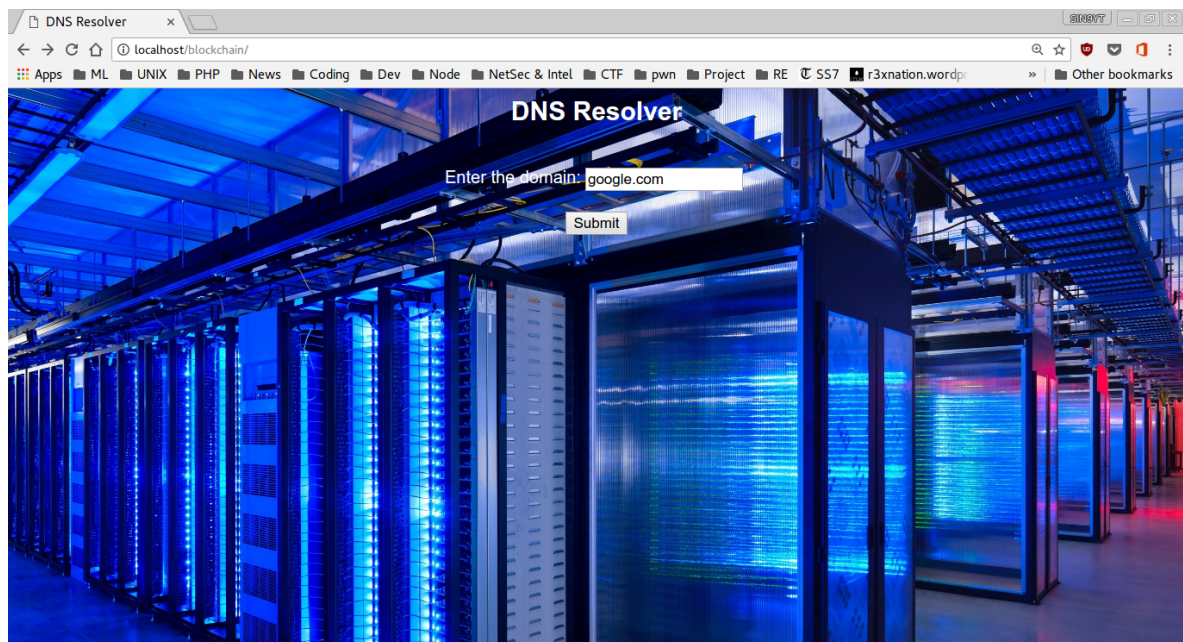 DNS Resolver
SINDYT
localhost/blockchain/
Apps ML UNIX PHP News Coding Dev Node NetSec & Intel CTF pwn Project RE SS7 r3xnation.wordpr » Other bookmarks
DNS Resolver
Enter the domain: google.com
Submit